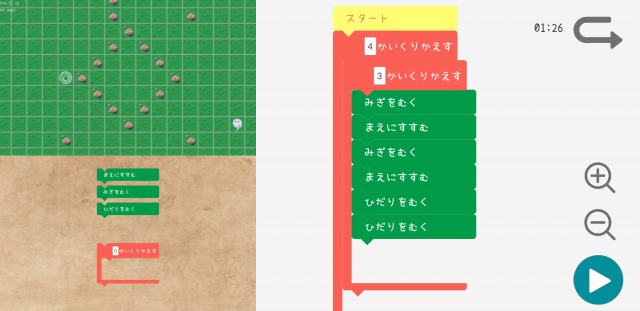 まえにすすむ
みぎをむく
ひだりをむく
0かいくりかえす
スタート
4かいくりかえす
3かいくりかえす
みぎをむく
まえにすすむ
みぎをむく
まえにすすむ
ひだりをむく
ひだりをむく
01:26